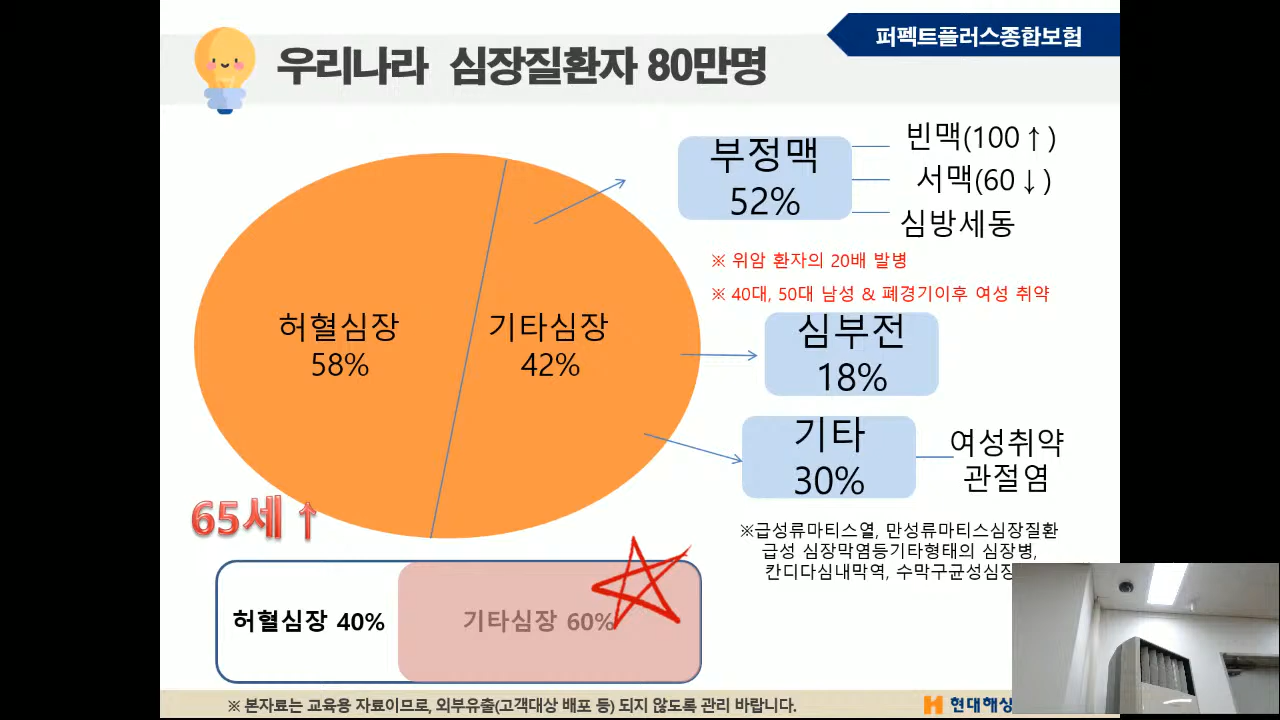 퍼펙트플러스종합보험
우리나라 심장질환자 80만명
부정맥
52%
빈맥(100↑)
서맥(60↓)
심방세동
※ 위암 환자의 20배 발병
※ 40대, 50대 남성 & 폐경기이후 여성 취약
허혈심장
58%
기타심장
42%
심부전
18%
기타
30%
여성취약
관절염
65세↑
※급성류마티스열, 만성류마티스심장질환
급성 심장막염등기타형태의 심장병,
칸디다심내막역, 수막구균성심장
허혈심장 40%
기타심장 60%
※ 본자료는 교육용 자료이므로, 외부유출(고객대상 배포 등) 되지 않도록 관리 바랍니다.
현대해상